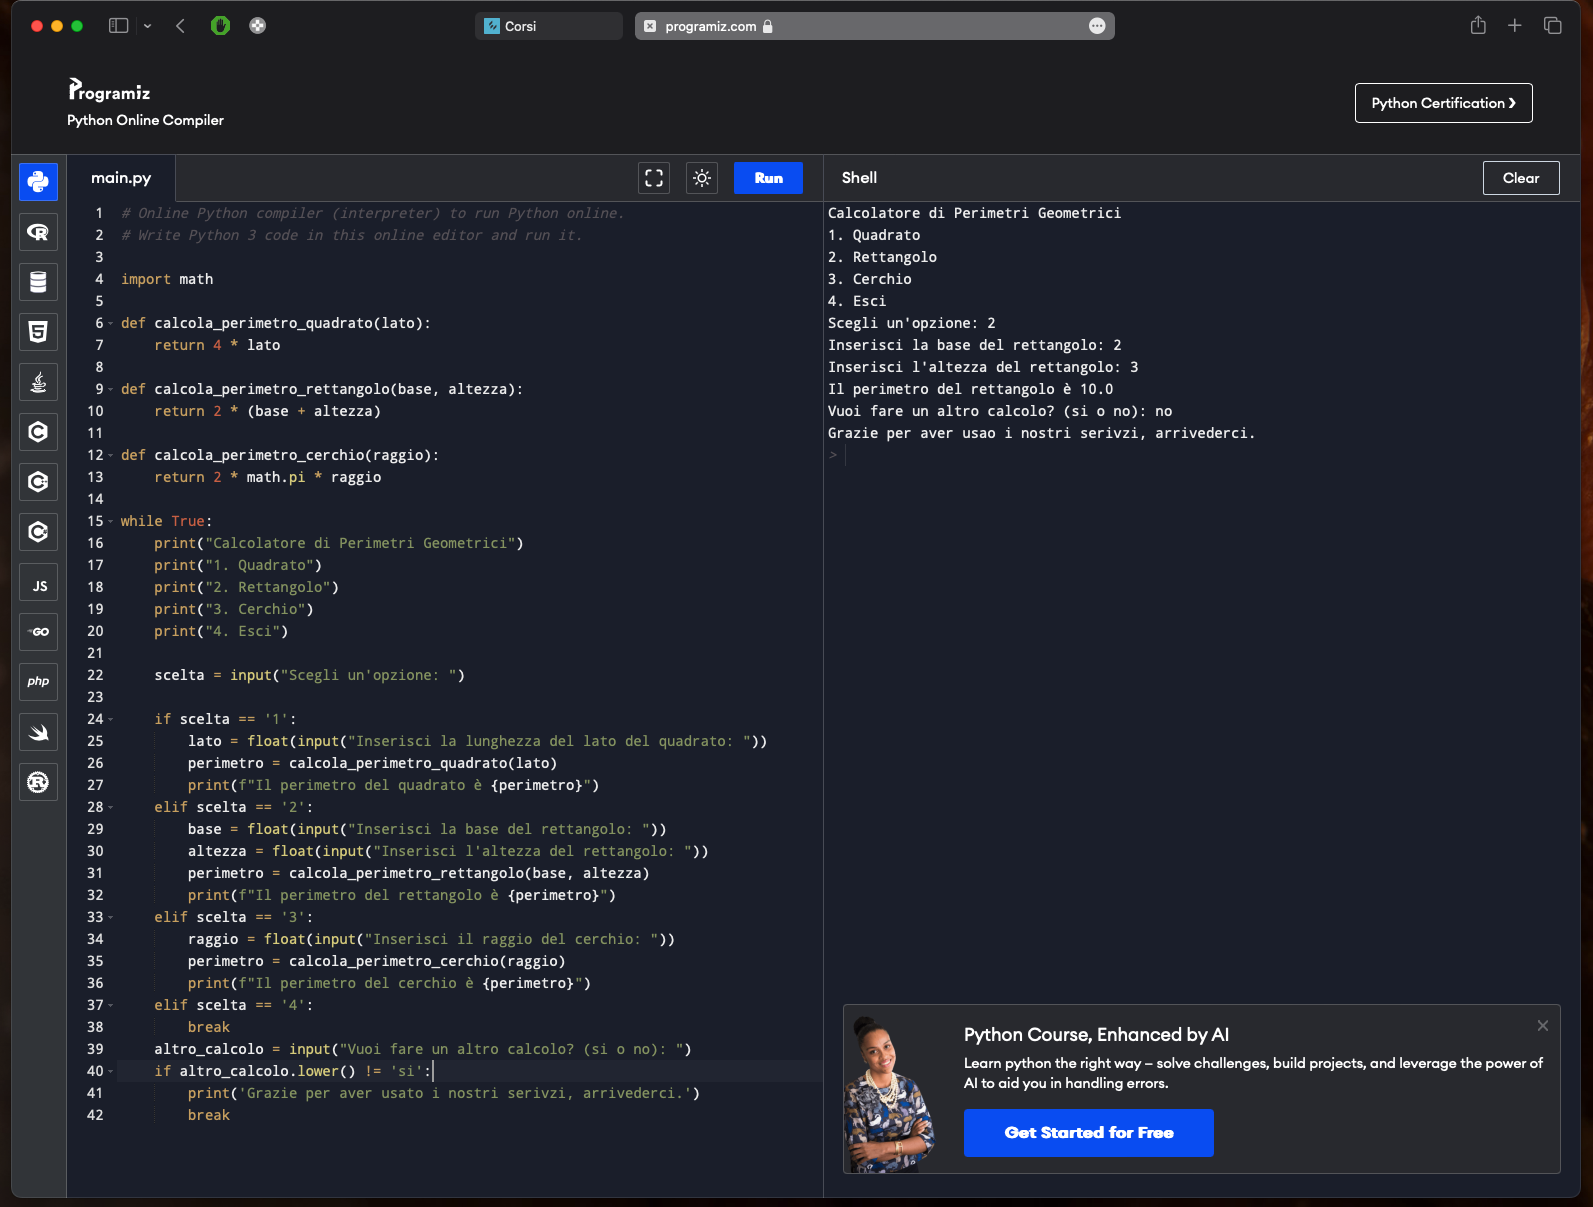 Corsi
programiz.com
Programiz
Python Online Compiler
Python Certification ›
main.py
Run
Shell
Clear
1 # Online Python compiler (interpreter) to run Python online.
2 # Write Python 3 code in this online editor and run it.
3
4 import math
5
6 def calcola_perimetro_quadrato(lato):
7     return 4 * lato
8
9 def calcola_perimetro_rettangolo(base, altezza):
10     return 2 * (base + altezza)
11
12 def calcola_perimetro_cerchio(raggio):
13     return 2 * math.pi * raggio
14
15 while True:
16     print("Calcolatore di Perimetri Geometrici")
17     print("1. Quadrato")
18     print("2. Rettangolo")
19     print("3. Cerchio")
20     print("4. Esci")
21
22     scelta = input("Scegli un'opzione: ")
23
24     if scelta == '1':
25         lato = float(input("Inserisci la lunghezza del lato del quadrato: "))
26         perimetro = calcola_perimetro_quadrato(lato)
27         print(f"Il perimetro del quadrato è {perimetro}")
28     elif scelta == '2':
29         base = float(input("Inserisci la base del rettangolo: "))
30         altezza = float(input("Inserisci l'altezza del rettangolo: "))
31         perimetro = calcola_perimetro_rettangolo(base, altezza)
32         print(f"Il perimetro del rettangolo è {perimetro}")
33     elif scelta == '3':
34         raggio = float(input("Inserisci il raggio del cerchio: "))
35         perimetro = calcola_perimetro_cerchio(raggio)
36         print(f"Il perimetro del cerchio è {perimetro}")
37     elif scelta == '4':
38         break
39     altro_calcolo = input("Vuoi fare un altro calcolo? (si o no): ")
40     if altro_calcolo.lower() != 'si':
41         print('Grazie per aver usato i nostri serivzi, arrivederci.')
42         break
Calcolatore di Perimetri Geometrici
1. Quadrato
2. Rettangolo
3. Cerchio
4. Esci
Scegli un'opzione: 2
Inserisci la base del rettangolo: 2
Inserisci l'altezza del rettangolo: 3
Il perimetro del rettangolo è 10.0
Vuoi fare un altro calcolo? (si o no): no
Grazie per aver usao i nostri serivzi, arrivederci.
>
R
5
C
C
C
JS
GO
php
R
Python Course, Enhanced by AI
Learn python the right way – solve challenges, build projects, and leverage the power of
AI to aid you in handling errors.
Get Started for Free